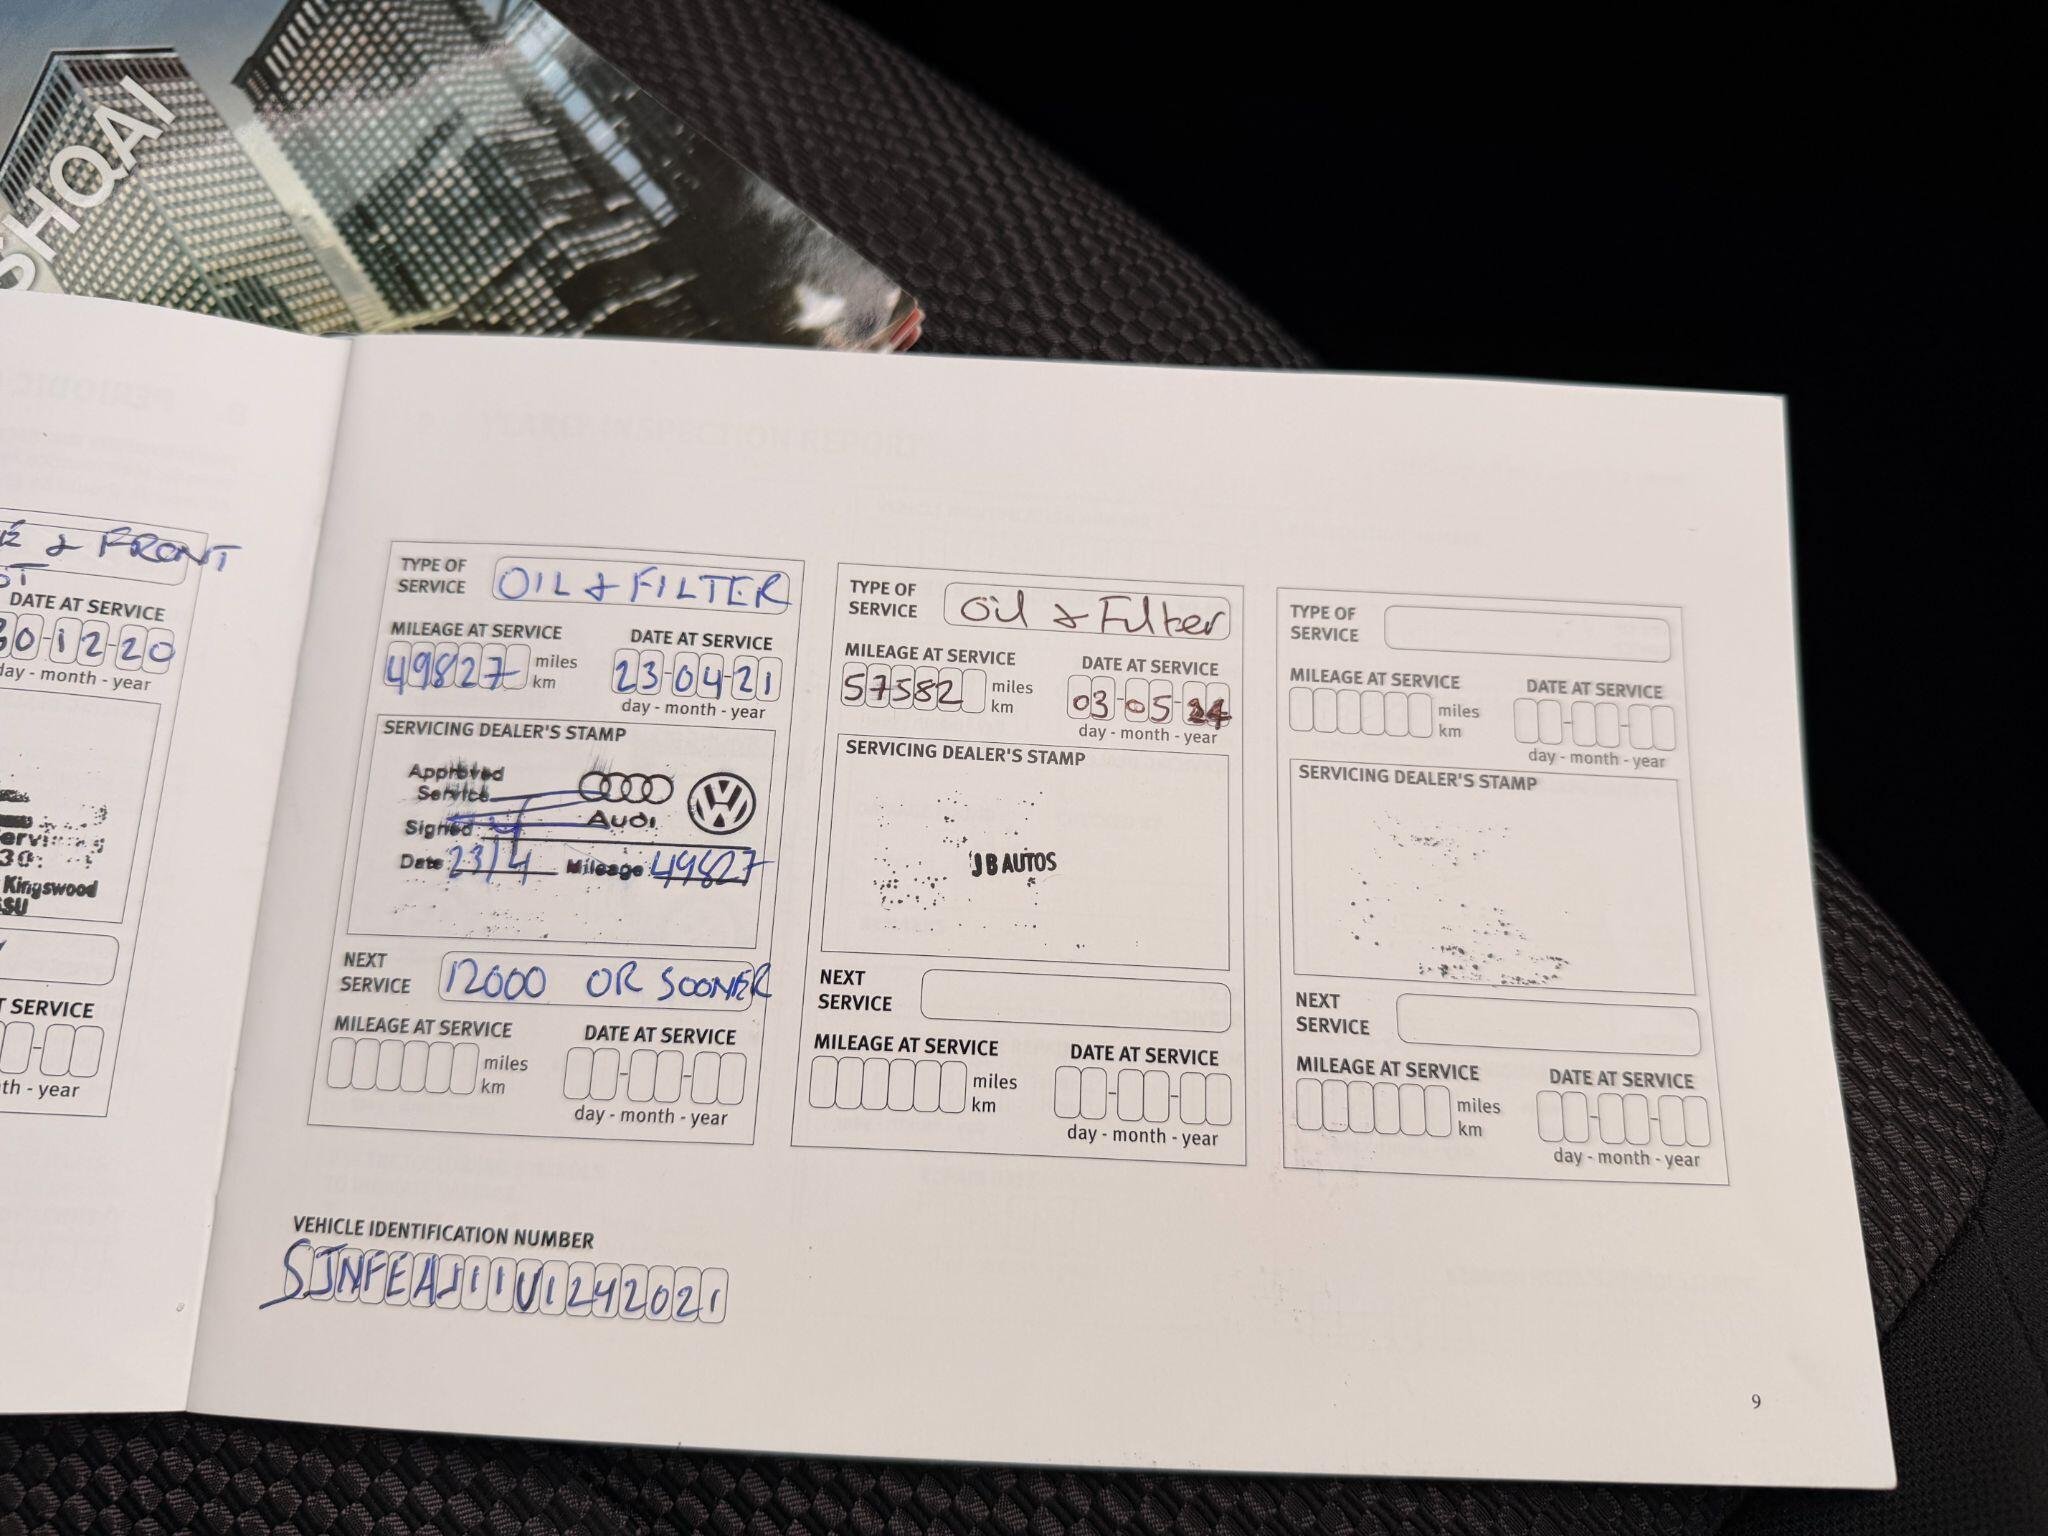 SHQAI
& FRONT
DATE AT SERVICE
30-12-20
day - month - year
Kingswood
T SERVICE
th - year
TYPE OF SERVICE OIL & FILTER
MILEAGE AT SERVICE DATE AT SERVICE
49827 miles km 23-04-21
day - month - year
SERVICING DEALER'S STAMP
Approved
Service
Audi
Signed
Date 23/4 Mileage 49827
NEXT SERVICE 12000 OR SOONER
MILEAGE AT SERVICE DATE AT SERVICE
miles
km
day - month - year
TYPE OF SERVICE Oil & Filter
MILEAGE AT SERVICE DATE AT SERVICE
57582 miles km 03-05-24
day - month - year
SERVICING DEALER'S STAMP
J B AUTOS
NEXT SERVICE
MILEAGE AT SERVICE DATE AT SERVICE
miles
km
day - month - year
TYPE OF SERVICE
MILEAGE AT SERVICE DATE AT SERVICE
miles
km
day - month - year
SERVICING DEALER'S STAMP
NEXT SERVICE
MILEAGE AT SERVICE DATE AT SERVICE
miles
km
day - month - year
VEHICLE IDENTIFICATION NUMBER
SJNFEAJ11U1242021
9